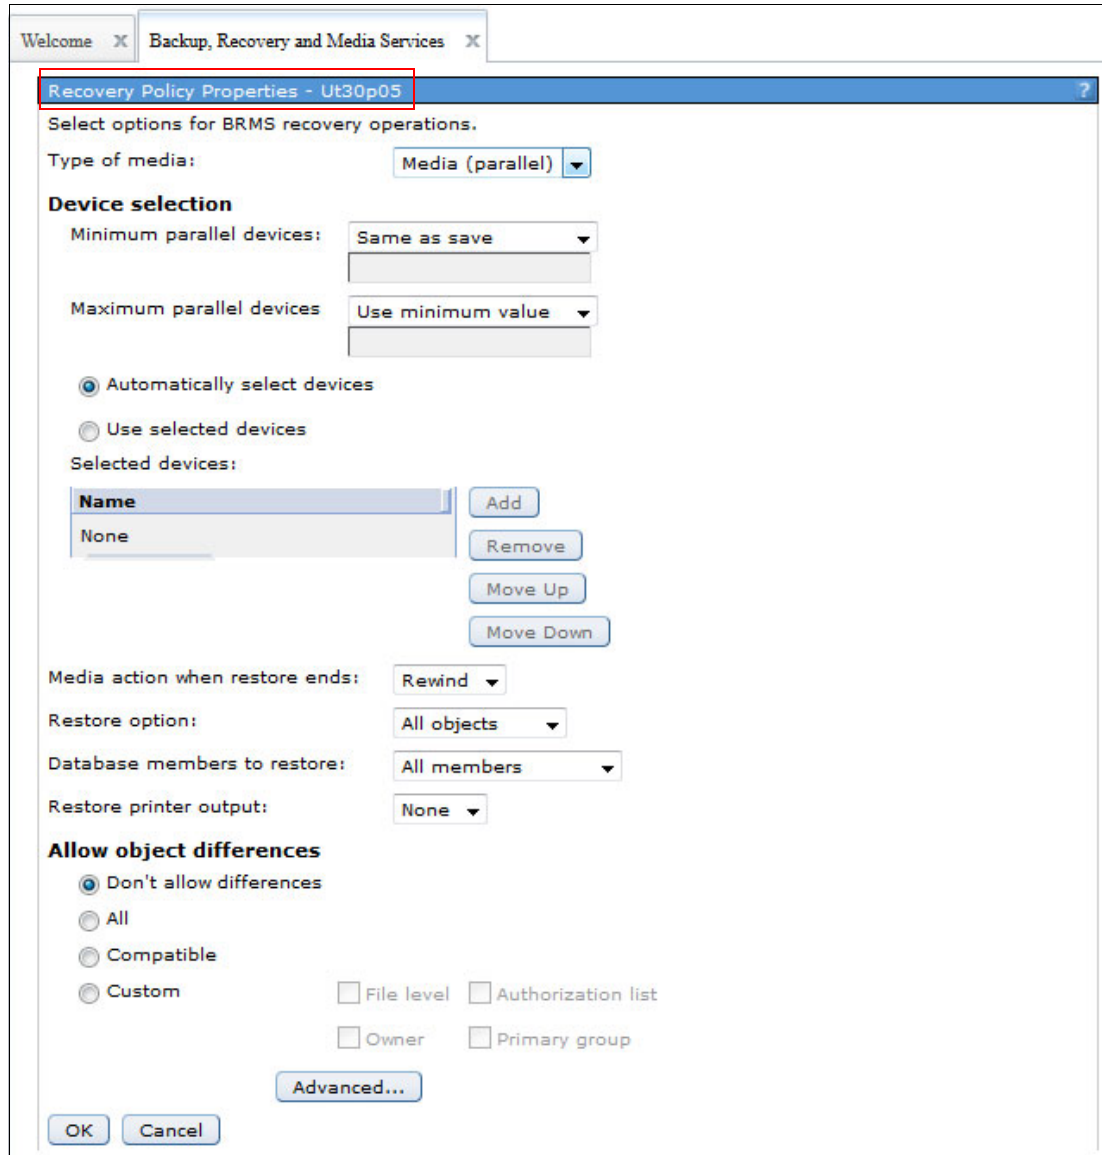 Welcome X Backup, Recovery and Media Services X
Recovery Policy Properties - Ut30p05 ?
Select options for BRMS recovery operations.
Type of media: Media (parallel)
Device selection
Minimum parallel devices: Same as save
Maximum parallel devices Use minimum value
Automatically select devices
Use selected devices
Selected devices:
Name Add
None
Remove
Move Up
Move Down
Media action when restore ends: Rewind
Restore option: All objects
Database members to restore: All members
Restore printer output: None
Allow object differences
Don't allow differences
All
Compatible
Custom File level Authorization list
Owner Primary group
Advanced...
OK Cancel